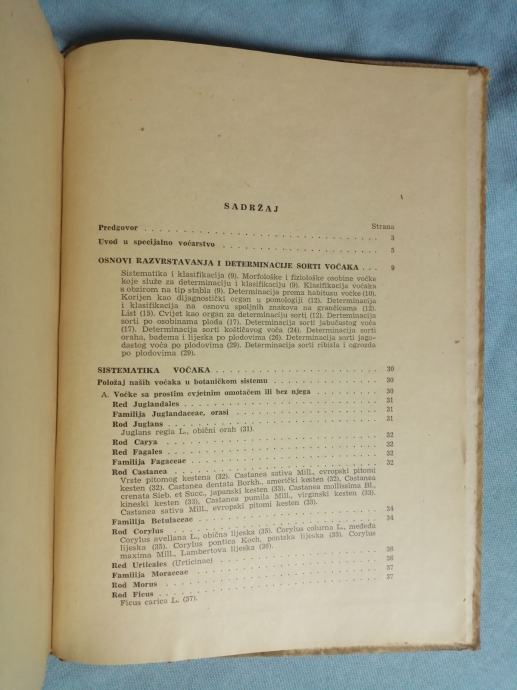 SADRŽAJ
Strana
Predgovor 3
Uvod u specijalno voćarstvo 5
OSNOVI RAZVRSTAVANJA I DETERMINACIJE SORTI VOĆAKA 9
Sistematika i klasifikacija (9). Morfološke i fiziološke osobine voćke
koje služe za determinaciju i klasifikaciju (9). Klasifikacija voćaka
s obzirom na tip stabla (9). Determinacija prema habitusu voćke (10).
Korijen kao dijagnostički organ u pomologiji (12). Determinacija
i klasifikacija na osnovu spoljnih znakova na grančicama (12).
List (15). Cvijet kao organ za determinaciju sorti (12). Derteminacija
sorti po osobinama ploda (17). Determinacija sorti jabučastog voća
(17). Determinacija sorti koštičavog voća (24). Determinacija sorti
oraha, badema i lijeska po plodovima (26). Determinacija sorti jago-
dastog voća po plodovima (29). Determinacija sorti ribisla i ogrozda
po plodovima (29).
SISTEMATIKA VOĆAKA 30
Položaj naših voćaka u botaničkom sistemu 30
A. Voćke sa prostim cvjetnim omotačem ili bez njega 30
Red Juglandales 31
Familija Juglandaceae, orasi 31
Rod Juglans 31
Juglans regia L., obični orah (31).
Rod Carya 32
Red Fagales 32
Familija Fagaceae 32
Rod Castanea 32
Vrste pitomog kestena (32). Castanea sativa Mill., evropski pitomi
kesten (32). Castanea dentata Borkh., američki kesten (32). Castanea
crenata Sieb. et Succ., japanski kesten (33). Castanea mollissima Bl.,
kineski kesten (33). Castanea pumila Mill., virginski kesten (33).
Castanea sativa Mill., evropski pitomi kesten (33).
Familija Betulaceae 34
Rod Corylus 34
Corylus avellana L., obična lijeska (35). Corylus colurna L., međeđa
lijeska (35). Corylus pontica Koch, pontska lijeska (35). Corylus
maxima Mill., Lambertova lijeska (36).
Red Urticales (Urticinae) 36
Familija Moraceae 36
Rod Morus 37
Rod Ficus 37
Ficus carica L. (37).